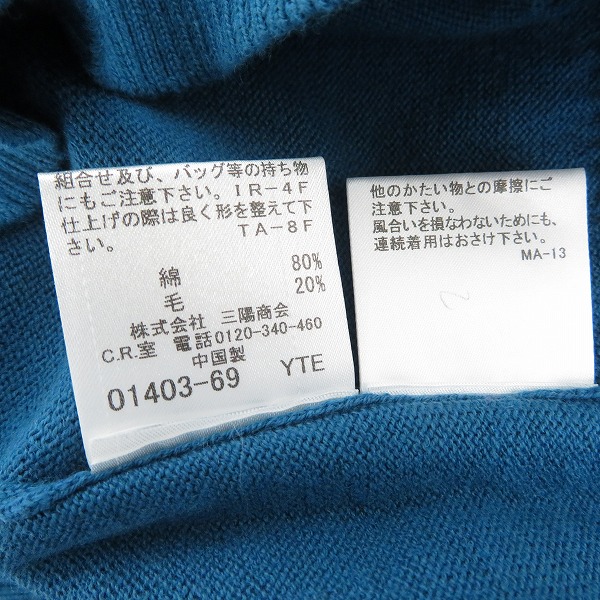 組合せ及び、バッグ等の持ち物
にもご注意下さい。IR-4F
仕上げの際は良く形を整えて下
さい。 TA-8F
綿 80%
毛 20%
株式会社 三陽商会
C.R.室 電話0120-340-460
中国製
01403-69 YTE
他のかたい物との摩擦にご
注意下さい。
風合いを損なわないためにも、
連続着用はおさけ下さい。
MA-13